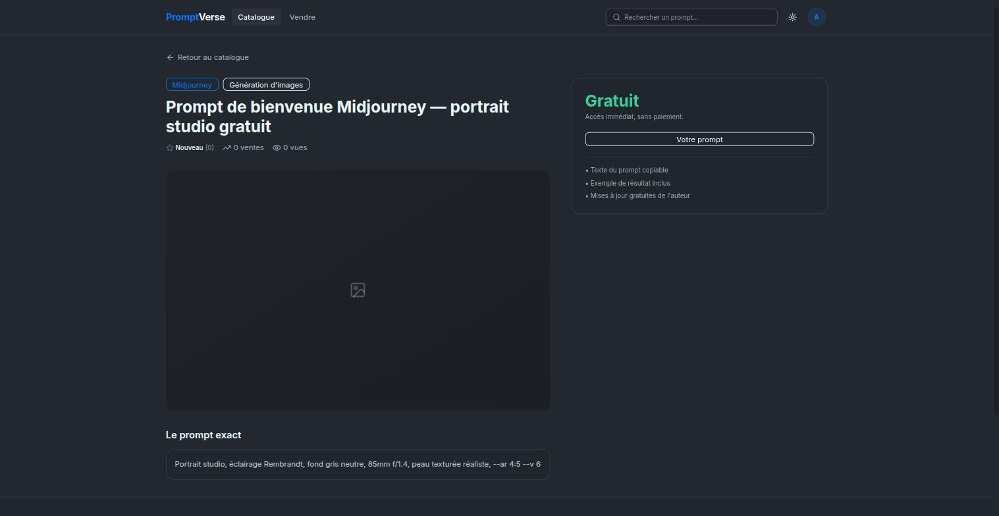 PromptVerse
Catalogue
Vendre
Rechercher un prompt...
A
Retour au catalogue
Midjourney
Génération d'images
Prompt de bienvenue Midjourney — portrait
studio gratuit
Nouveau (0)
0 ventes
0 vues
Gratuit
Accès immédiat, sans paiement.
Votre prompt
• Texte du prompt copiable
• Exemple de résultat inclus
• Mises à jour gratuites de l'auteur
Le prompt exact
Portrait studio, éclairage Rembrandt, fond gris neutre, 85mm f/1.4, peau texturée réaliste, --ar 4:5 --v 6